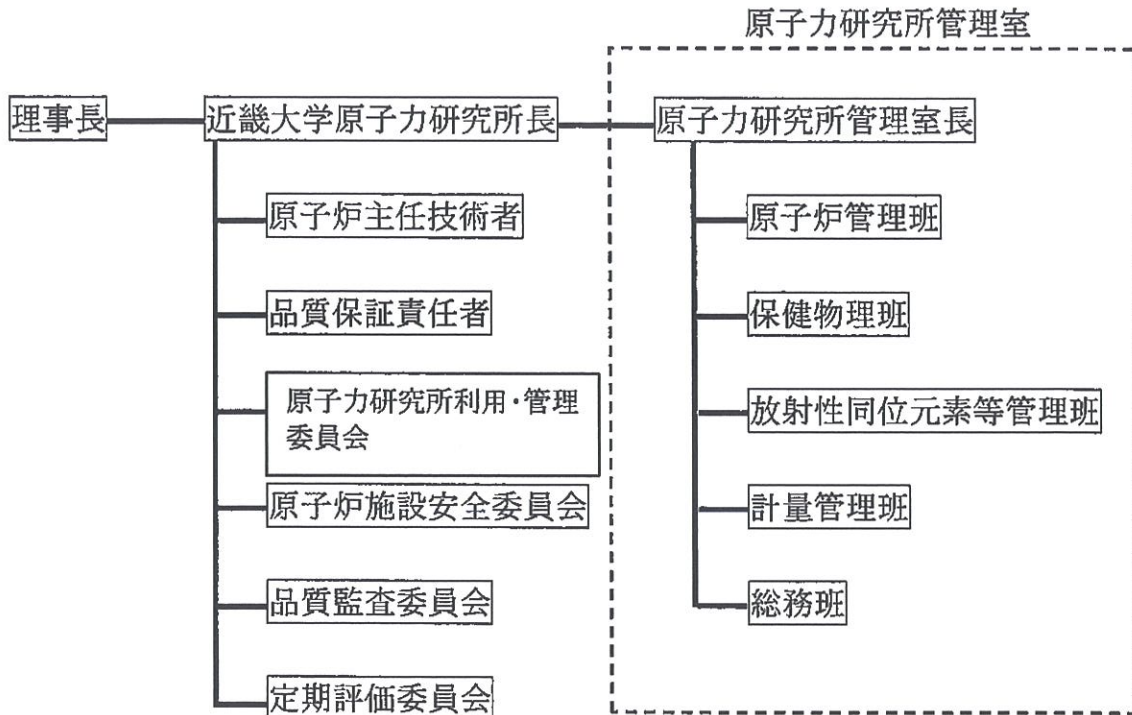 原子力研究所管理室
理事長
近畿大学原子力研究所長
原子力研究所管理室長
原子炉主任技術者
品質保証責任者
原子力研究所利用・管理
委員会
原子炉施設安全委員会
品質監査委員会
定期評価委員会
原子炉管理班
保健物理班
放射性同位元素等管理班
計量管理班
総務班